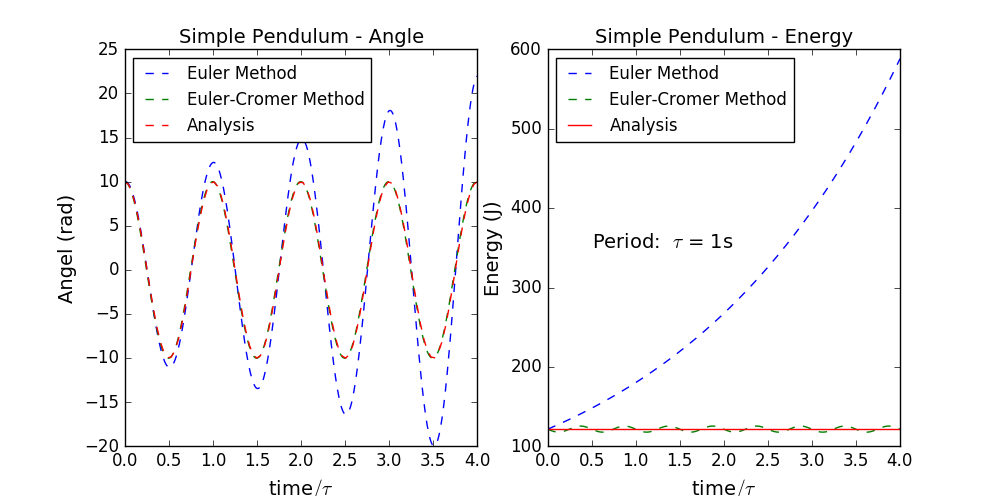 Simple Pendulum - Angle
Euler Method
Euler-Cromer Method
Analysis
25
20
15
10
5
0
−5
−10
−15
−20
Angel (rad)
0.0 0.5 1.0 1.5 2.0 2.5 3.0 3.5 4.0
time/τ
Simple Pendulum - Energy
Euler Method
Euler-Cromer Method
Analysis
Period: τ = 1s
600
500
400
300
200
100
Energy (J)
0.0 0.5 1.0 1.5 2.0 2.5 3.0 3.5 4.0
time/τ